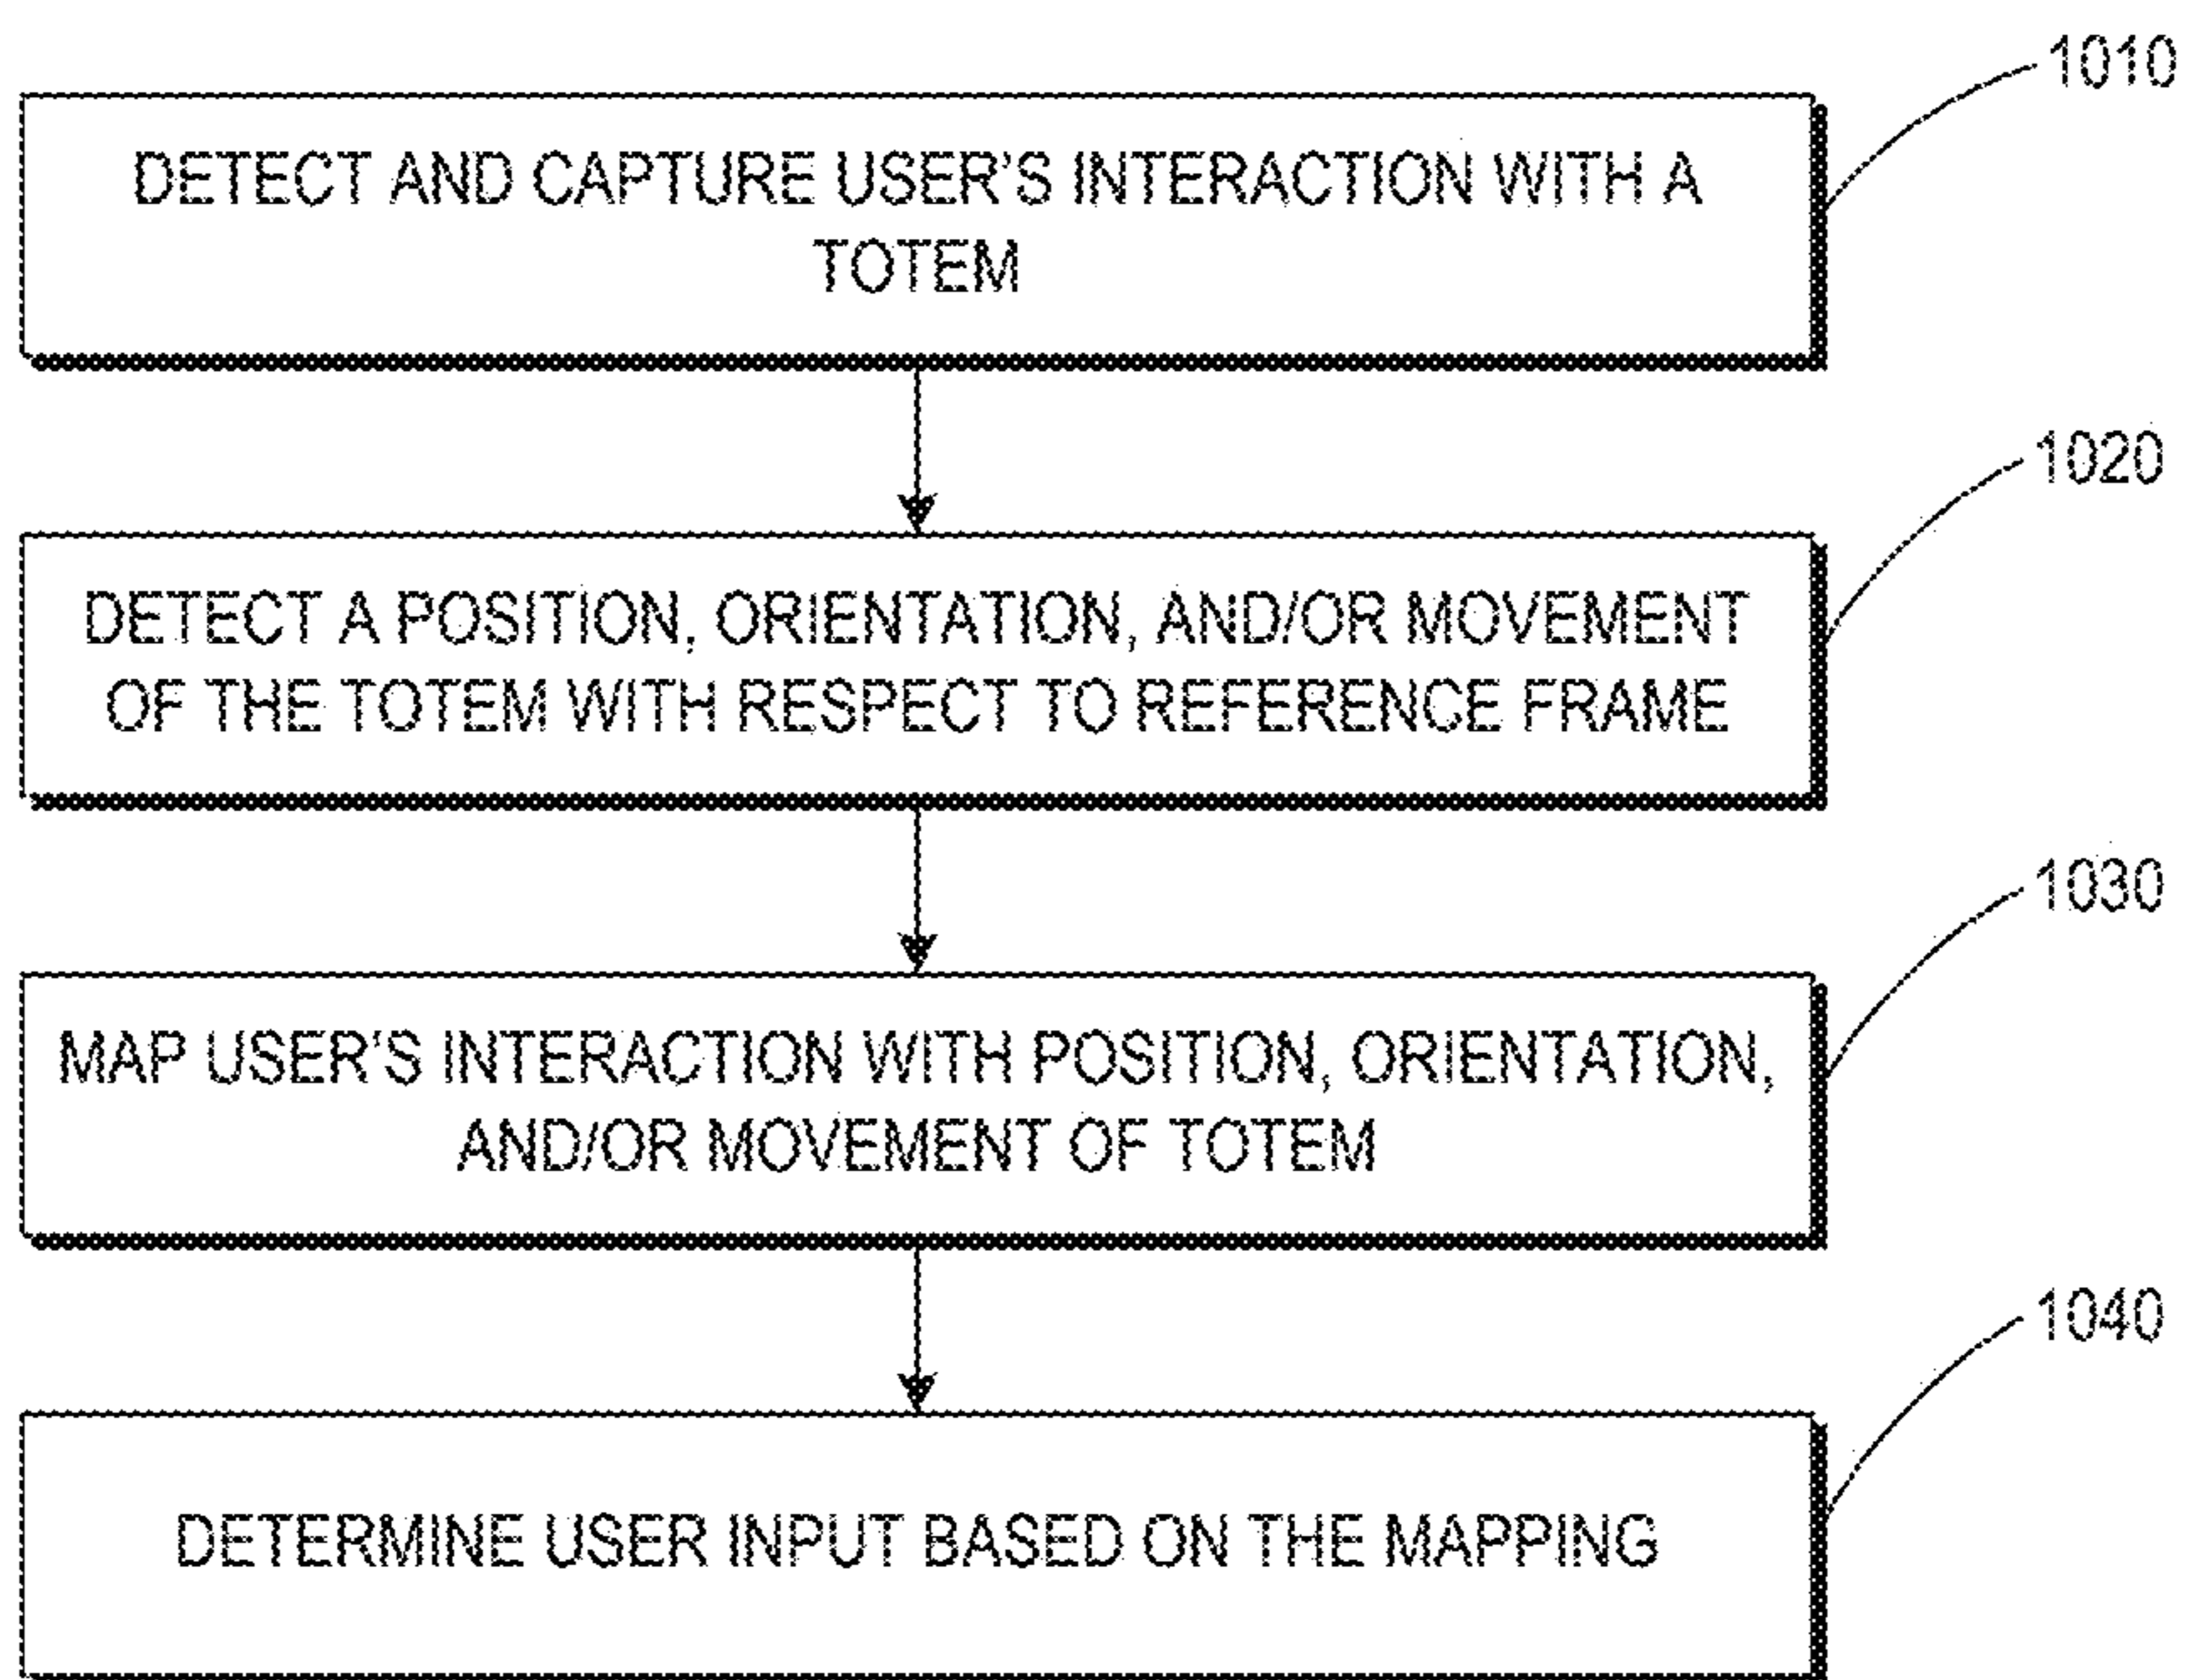 1010
DETECT AND CAPTURE USER'S INTERACTION WITH A
TOTEM
1020
DETECT A POSITION, ORIENTATION, AND/OR MOVEMENT
OF THE TOTEM WITH RESPECT TO REFERENCE FRAME
1030
MAP USER'S INTERACTION WITH POSITION, ORIENTATION,
AND/OR MOVEMENT OF TOTEM
1040
DETERMINE USER INPUT BASED ON THE MAPPING